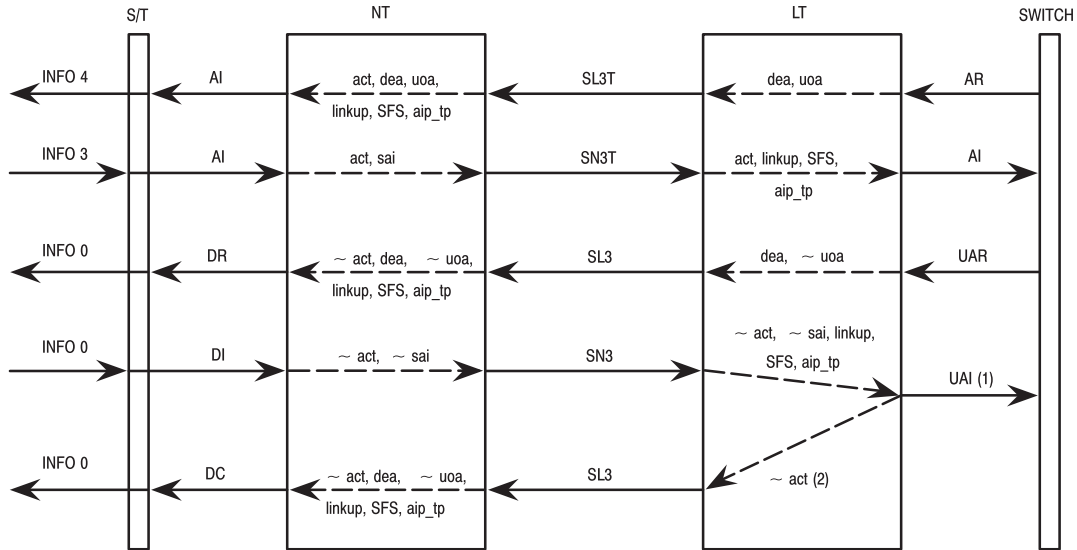 S/T NT LT SWITCH
INFO 4 AI act, dea, uoa, SL3T dea, uoa AR
linkup, SFS, aip_tp
INFO 3 AI act, sai SN3T act, linkup, SFS, AI
aip_tp
INFO 0 DR ~ act, dea, ~ uoa, SL3 dea, ~ uoa UAR
linkup, SFS, aip_tp
~ act, ~ sai, linkup,
INFO 0 DI ~ act, ~ sai SN3 SFS, aip_tp
UAI (1)
INFO 0 DC ~ act, dea, ~ uoa, SL3 ~ act (2)
linkup, SFS, aip_tp